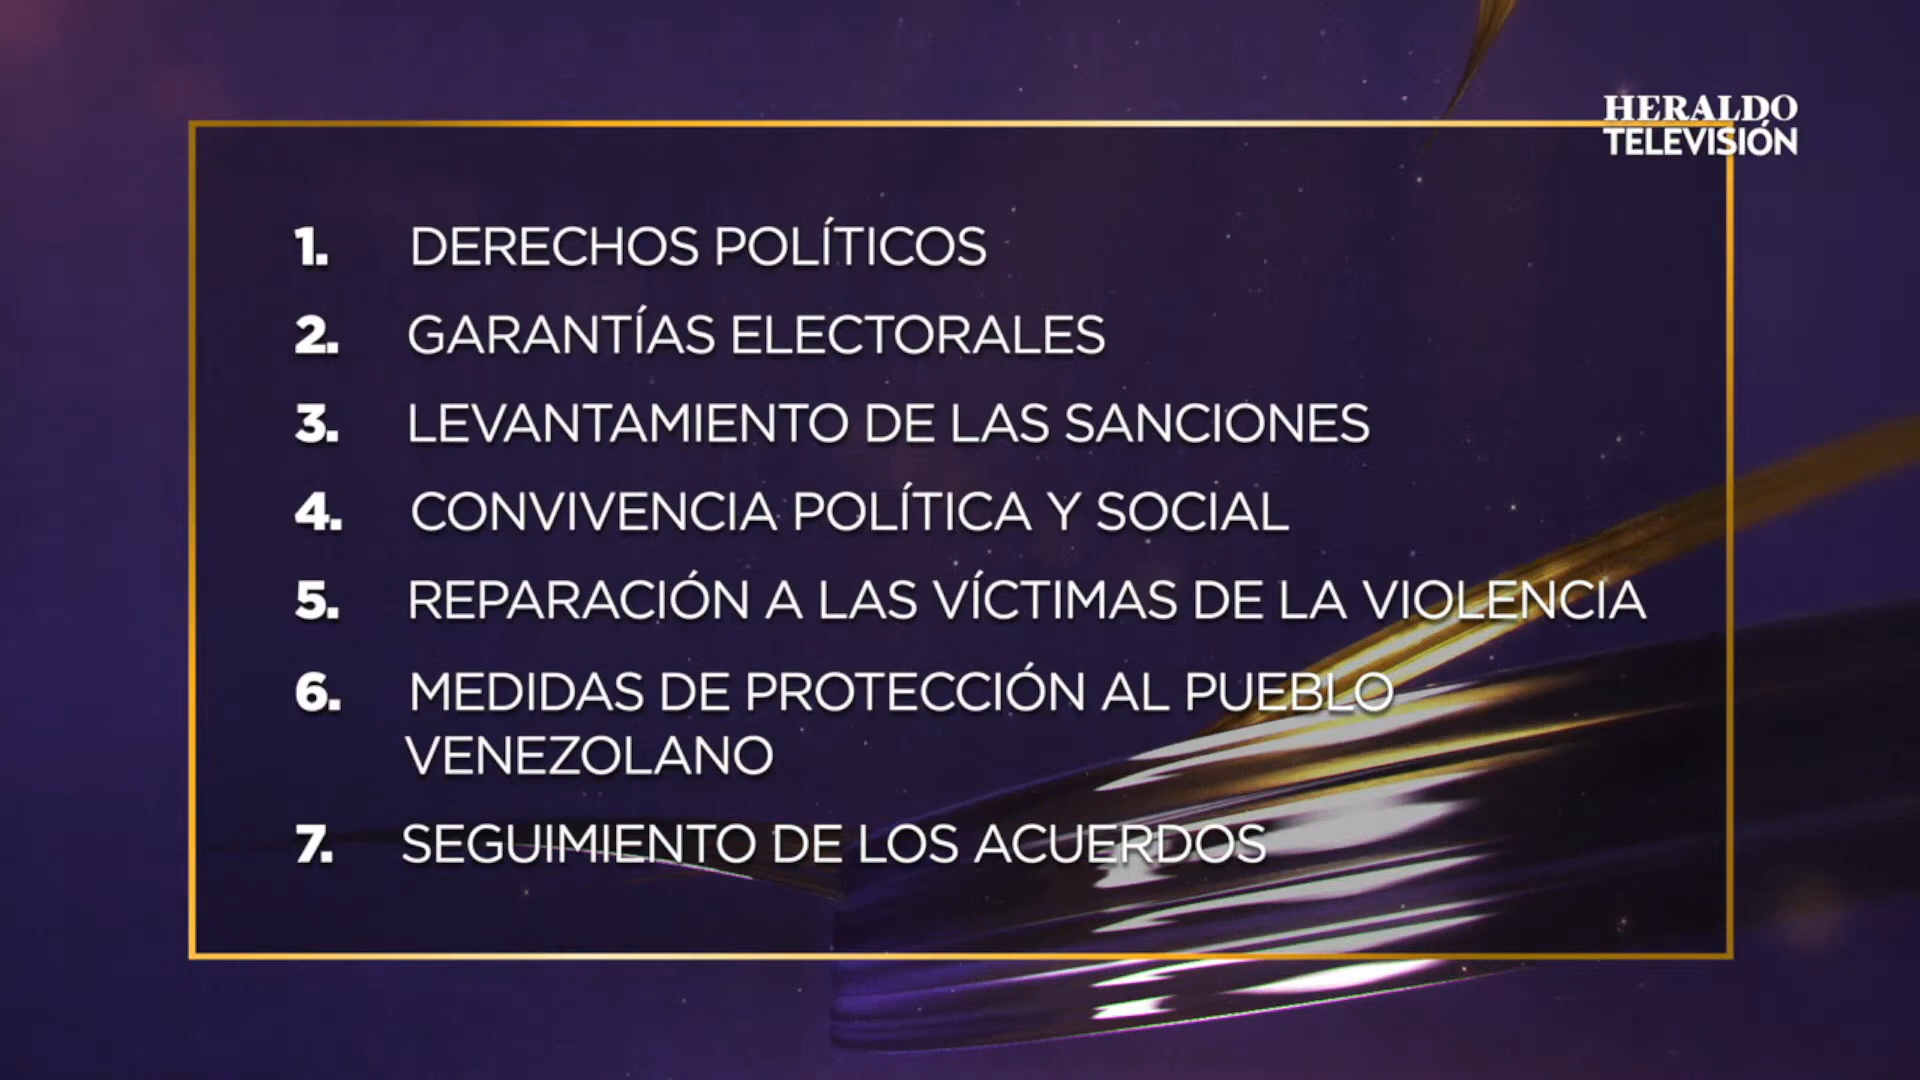 HERALDO
TELEVISIÓN
1. DERECHOS POLÍTICOS
2. GARANTÍAS ELECTORALES
3. LEVANTAMIENTO DE LAS SANCIONES
4. CONVIVENCIA POLÍTICA Y SOCIAL
5. REPARACIÓN A LAS VÍCTIMAS DE LA VIOLENCIA
6. MEDIDAS DE PROTECCIÓN AL PUEBLO
VENEZOLANO
7. SEGUIMIENTO DE LOS ACUERDOS